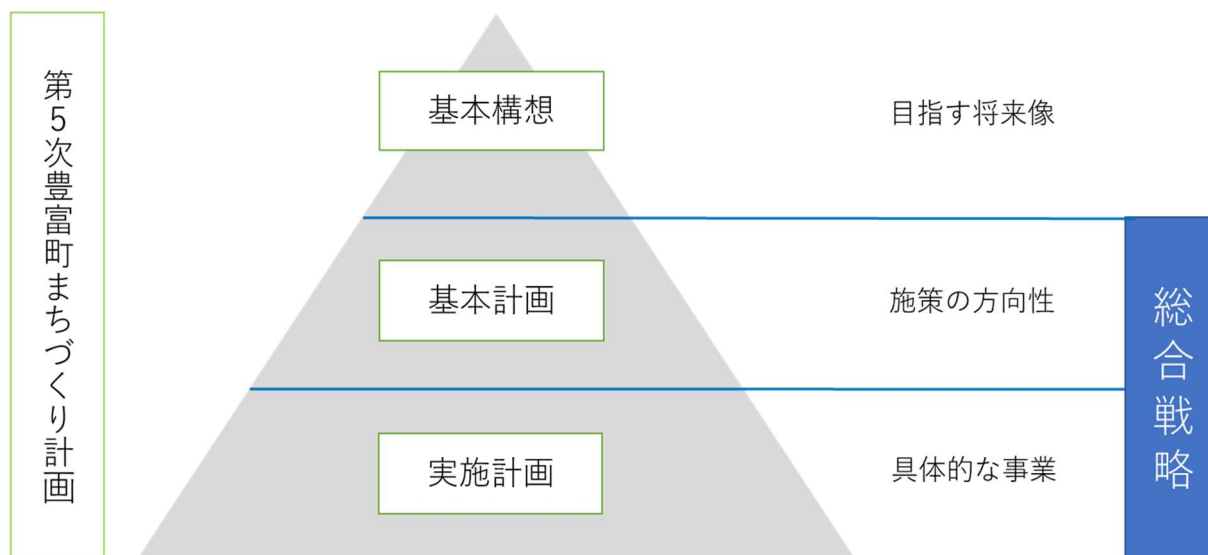 第5次豊富町まちづくり計画
基本構想
目指す将来像
基本計画
施策の方向性
実施計画
具体的な事業
総合戦略